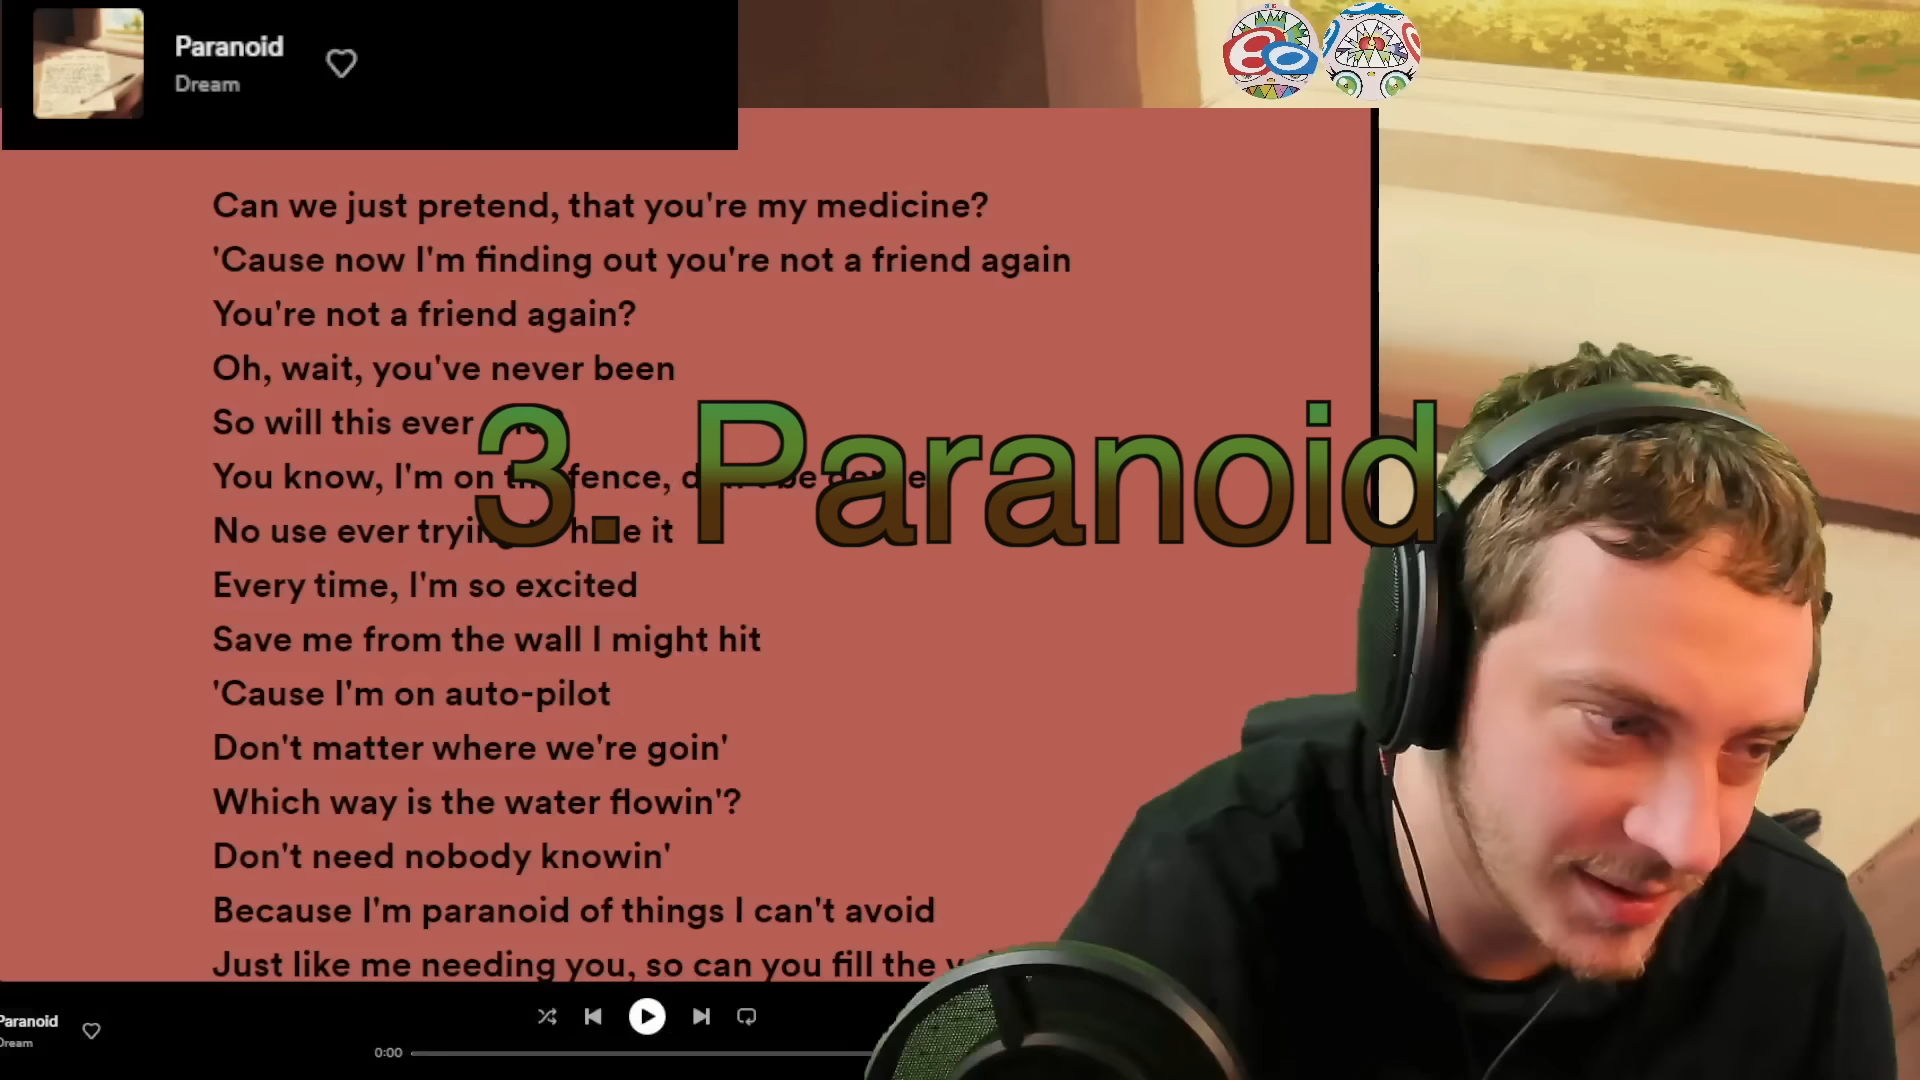 Paranoid
Dream
Can we just pretend, that you're my medicine?
'Cause now I'm finding out you're not a friend again
You're not a friend again?
Oh, wait, you've never been
So will this ever
You know, I'm on fence,
3. Paranoid
No use ever it
Every time, I'm so excited
Save me from the wall I might hit
'Cause I'm on auto-pilot
Don't matter where we're goin'
Which way is the water flowin'?
Don't need nobody knowin'
Because I'm paranoid of things I can't avoid
Just like me needing you, so can you fill the
Paranoid
Dream
0:00